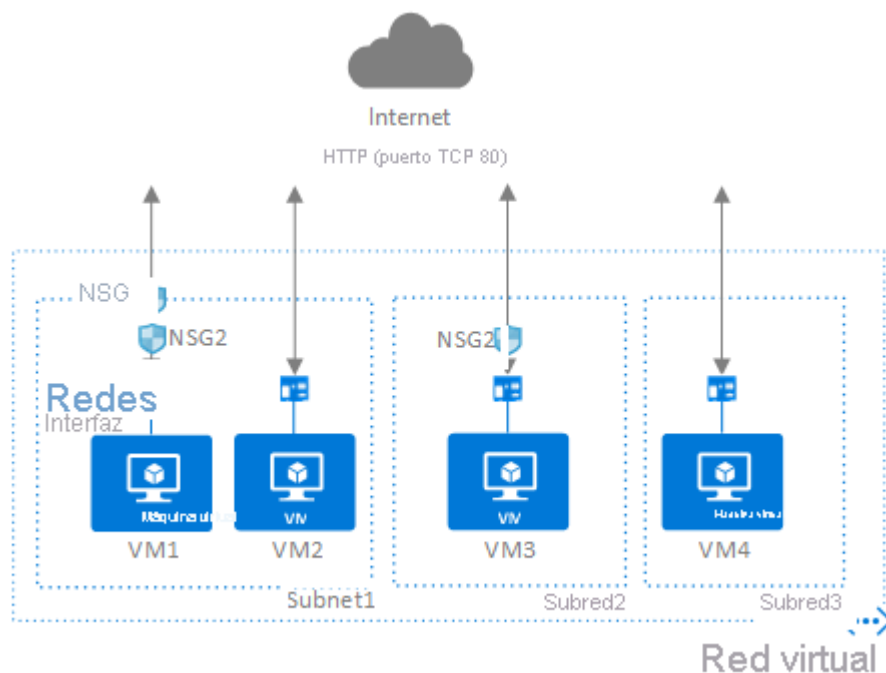 Internet
HTTP (puerto TCP 80)
NSG
NSG2
NSG2
Redes
Interfaz
VM
VM
VM1
VM2
VM3
VM4
Subnet1
Subred2
Subred3
Red virtual